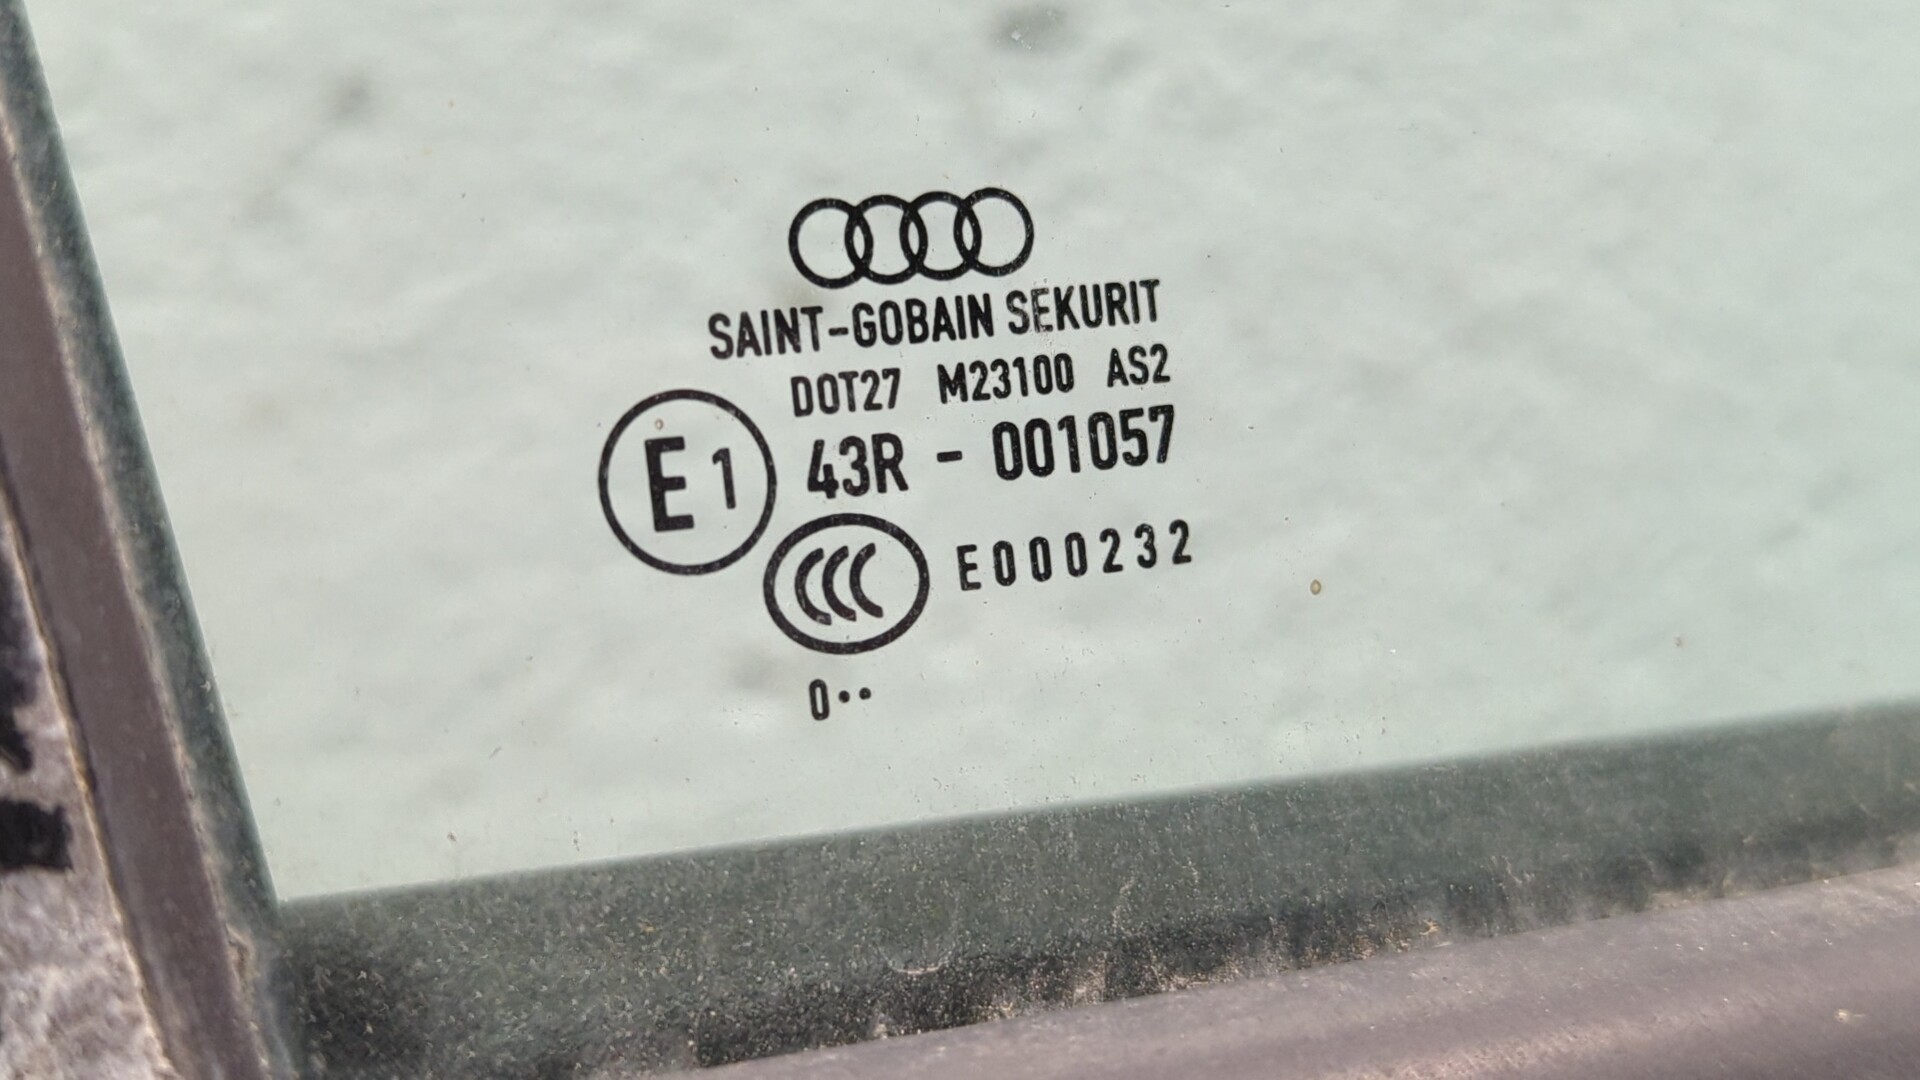 SAINT-GOBAIN SEKURIT
DOT27 M23100 AS2
E1 43R - 001057
CCC E000232
0··